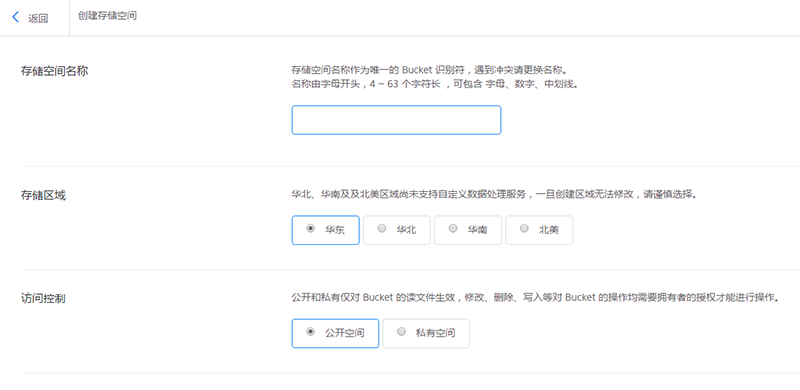 返回
创建存储空间
存储空间名称
存储空间名称作为唯一的 Bucket 识别符，遇到冲突请更换名称。
名称由字母开头，4 ~ 63 个字符长 ，可包含 字母、数字、中划线。
存储区域
华北、华南及及北美区域尚未支持自定义数据处理服务，一旦创建区域无法修改，请谨慎选择。
华东 华北 华南 北美
访问控制
公开和私有仅对 Bucket 的读文件生效，修改、删除、写入等对 Bucket 的操作均需要拥有者的授权才能进行操作。
公开空间 私有空间